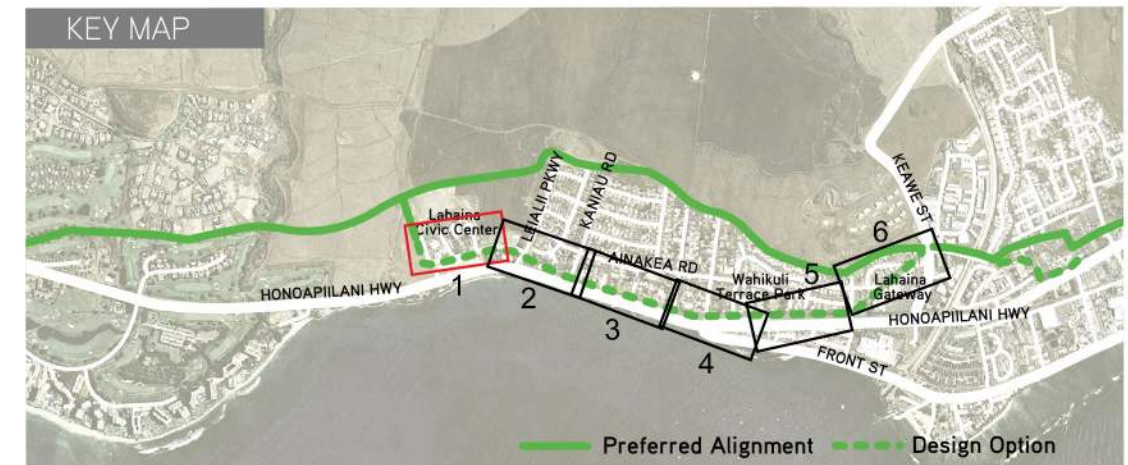 KEY MAP
LEIALII PKWY
KANIAU RD
KEAWE ST
Lahaina
Civic Center
AINAKEA RD
6
5
Wahikuli
Terrace Park
Lahaina
Gateway
HONOAPIILANI HWY
1
2
3
4
HONOAPIILANI HWY
FRONT ST
Preferred Alignment
Design Option